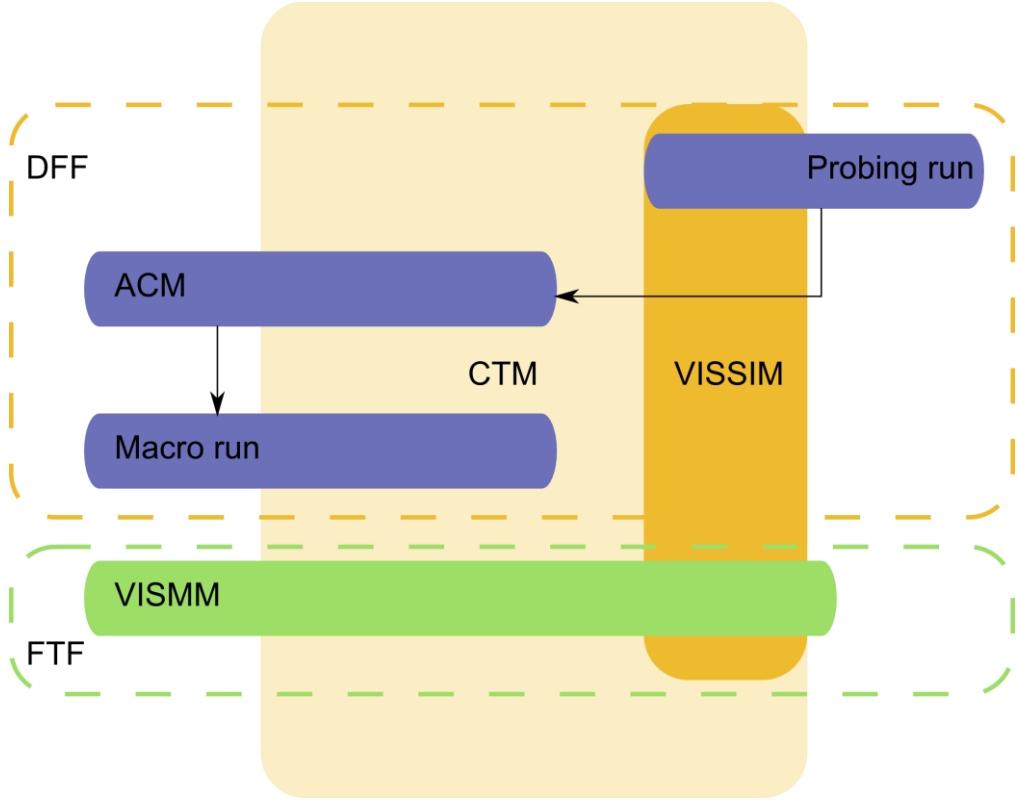 DFF
Probing run
ACM
CTM
VISSIM
Macro run
VISMM
FTF